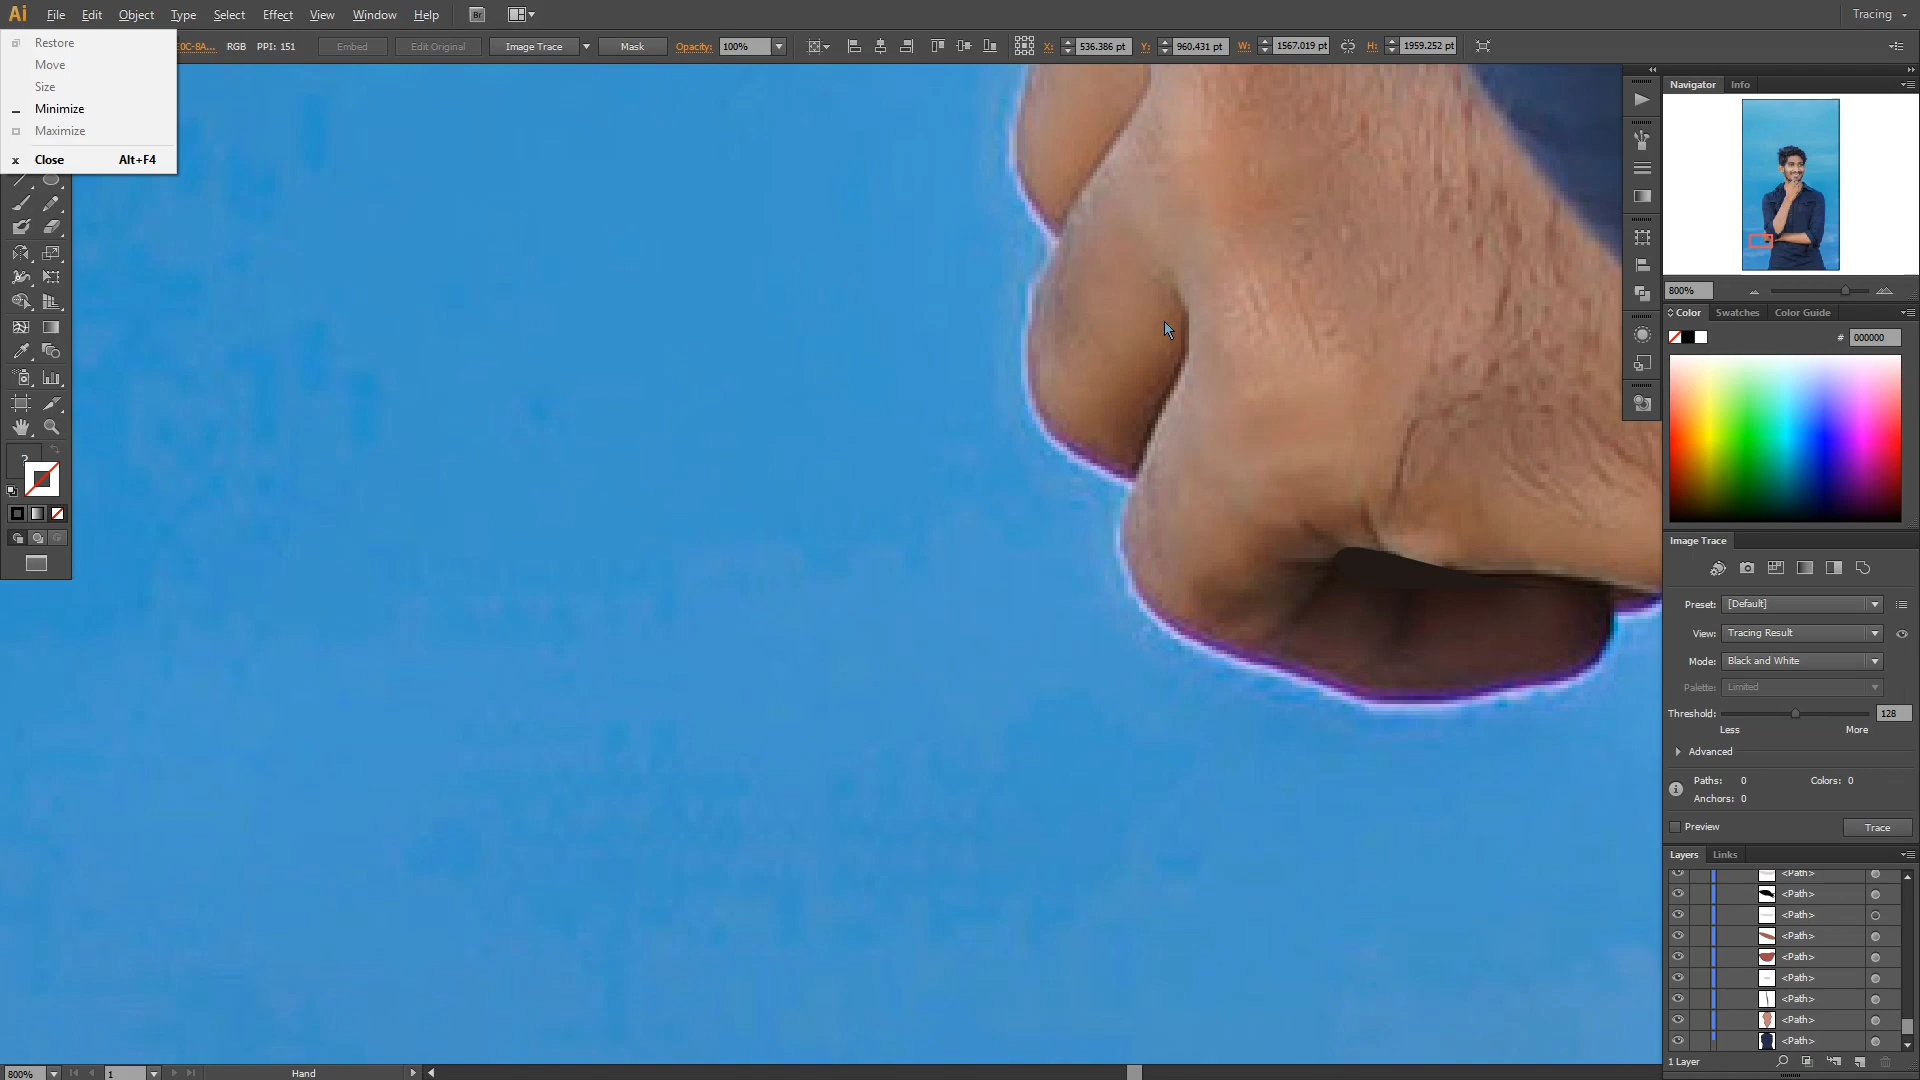 Ai File Edit Object Type Select Effect View Window Help Br Tracing
Restore
Move
Size
Minimize
Maximize
x Close Alt+F4
E0C-8A... RGB PPI: 151 Embed Edit Original Image Trace Mask Opacity: 100% X: 536.386 pt Y: 960.431 pt W: 1567.019 pt H: 1959.252 pt
Navigator Info
800%
Color Swatches Color Guide
# 000000
?
Image Trace
Preset: [Default]
View: Tracing Result
Mode: Black and White
Palette: Limited
Threshold: 128
Less More
Advanced
Paths: 0 Colors: 0
Anchors: 0
Preview Trace
Layers Links
<Path>
<Path>
<Path>
<Path>
<Path>
<Path>
<Path>
<Path>
<Path>
1 Layer
800% 1 Hand